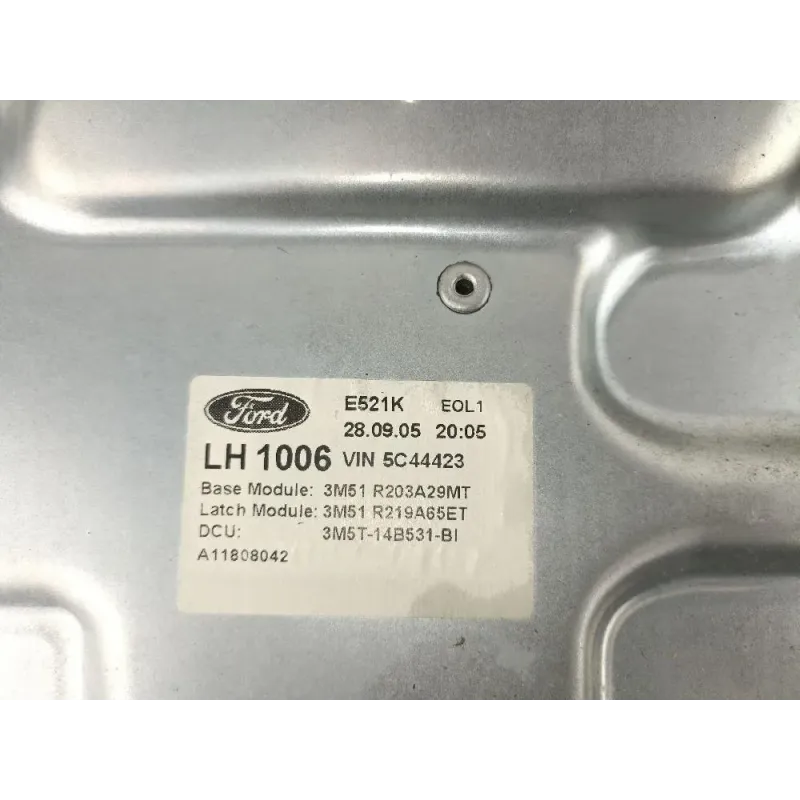 Ford E521K EOL1
28.09.05 20:05
LH 1006 VIN 5C44423
Base Module: 3M51 R203A29MT
Latch Module: 3M51 R219A65ET
DCU: 3M5T-14B531-BI
A11808042